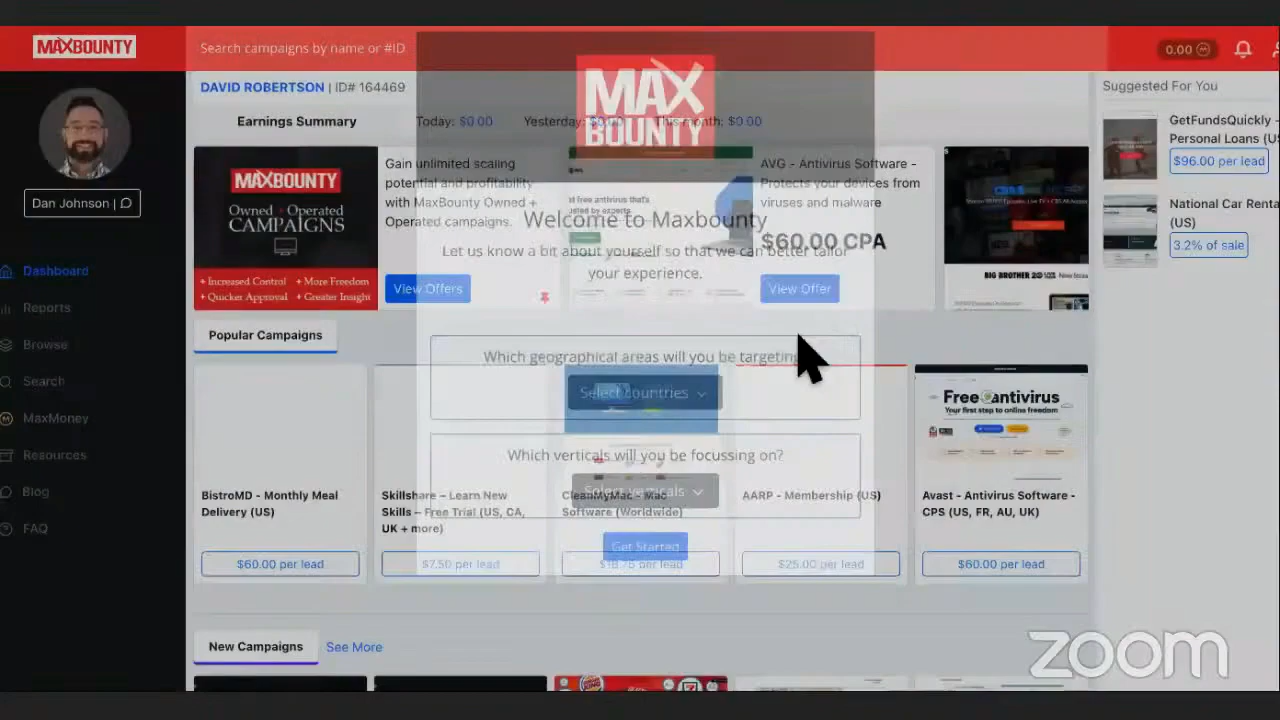 MAXBOUNTY
Search campaigns by name or #ID
0.00
DAVID ROBERTSON | ID# 164469
Earnings Summary
Today: $0.00
Yesterday: $0.00
This month: $0.00
MAX
BOUNTY
Welcome to Maxbounty
Let us know a bit about yourself so that we can better tailor
your experience.
Which geographical areas will you be targeting
Select countries
Which verticals will you be focussing on?
Select verticals
Get Started
Dan Johnson |
Dashboard
Reports
Browse
Search
MaxMoney
Resources
Blog
FAQ
MAXBOUNTY
Owned + Operated
CAMPAIGNS
+ Increased Control + More Freedom
+ Quicker Approval + Greater Insight
Gain unlimited scaling
potential and profitability
with MaxBounty Owned +
Operated campaigns.
View Offers
AVG - Antivirus Software -
Protects your devices from
viruses and malware
$60.00 CPA
View Offer
BIG BROTHER
Suggested For You
GetFundsQuickly -
Personal Loans (US
$96.00 per lead
National Car Renta
(US)
3.2% of sale
Popular Campaigns
BistroMD - Monthly Meal
Delivery (US)
$60.00 per lead
Skillshare – Learn New
Skills – Free Trial (US, CA,
UK + more)
$7.50 per lead
CleanMyMac - Mac
Software (Worldwide)
per lead
AARP - Membership (US)
$25.00 per lead
Free antivirus
Your first step to online freedom
Avast - Antivirus Software -
CPS (US, FR, AU, UK)
$60.00 per lead
New Campaigns
See More
zoom